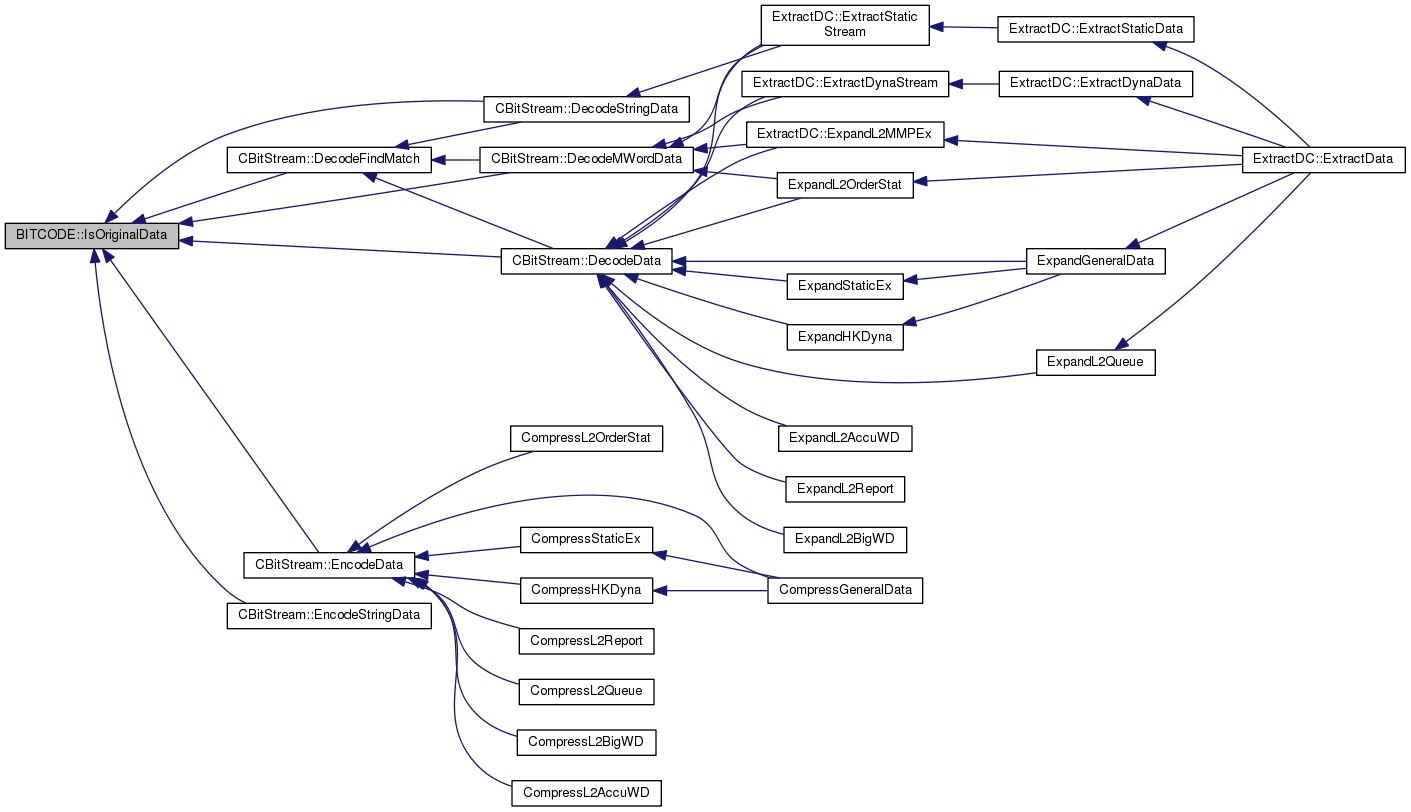 ExtractDC::ExtractStatic
Stream
ExtractDC::ExtractStaticData
ExtractDC::ExtractDynaStream
ExtractDC::ExtractDynaData
CBitStream::DecodeStringData
ExtractDC::ExpandL2MMPEx
CBitStream::DecodeFindMatch
CBitStream::DecodeMWordData
ExtractDC::ExtractData
ExpandL2OrderStat
BITCODE::IsOriginalData
CBitStream::DecodeData
ExpandGeneralData
ExpandStaticEx
ExpandHKDyna
ExpandL2Queue
CompressL2OrderStat
ExpandL2AccuWD
ExpandL2Report
CompressStaticEx
ExpandL2BigWD
CBitStream::EncodeData
CompressHKDyna
CompressGeneralData
CBitStream::EncodeStringData
CompressL2Report
CompressL2Queue
CompressL2BigWD
CompressL2AccuWD